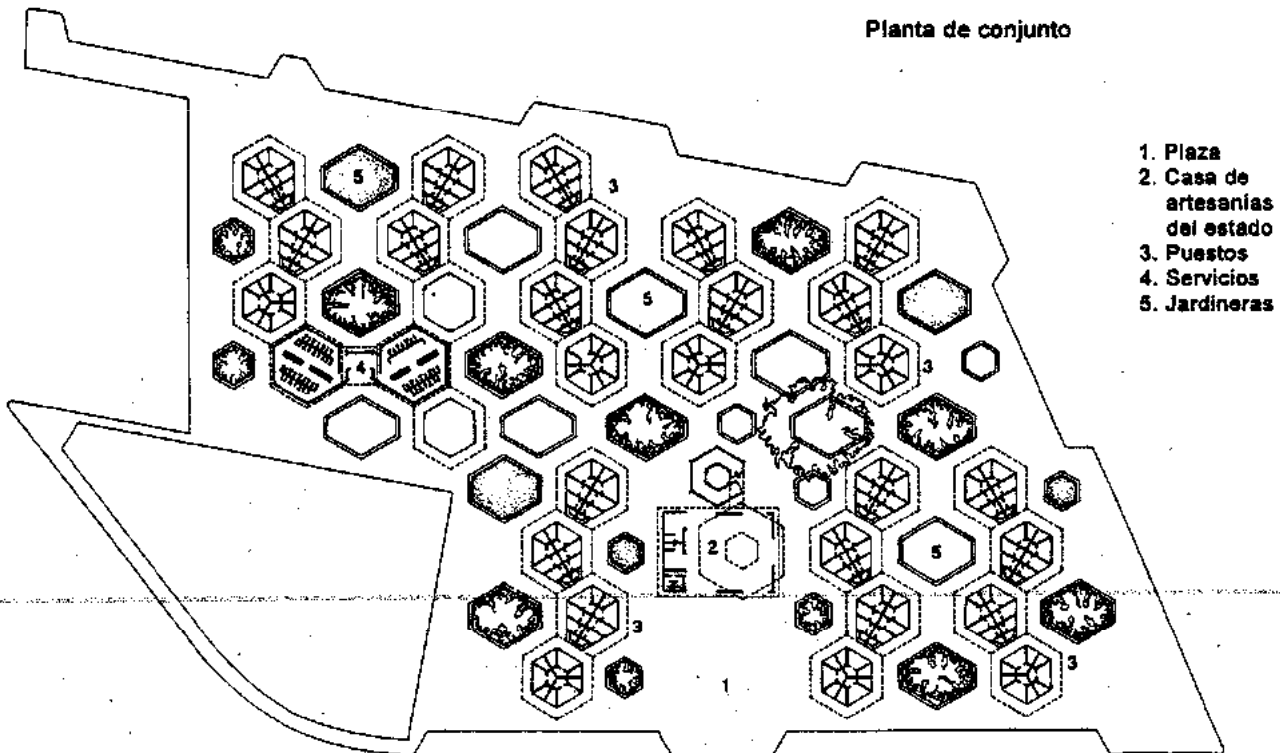 Planta de conjunto
1. Plaza
2. Casa de
artesanías
del estado
3. Puestos
4. Servicios
5. Jardineras
5
3
5
4
3
2
5
3
3
1